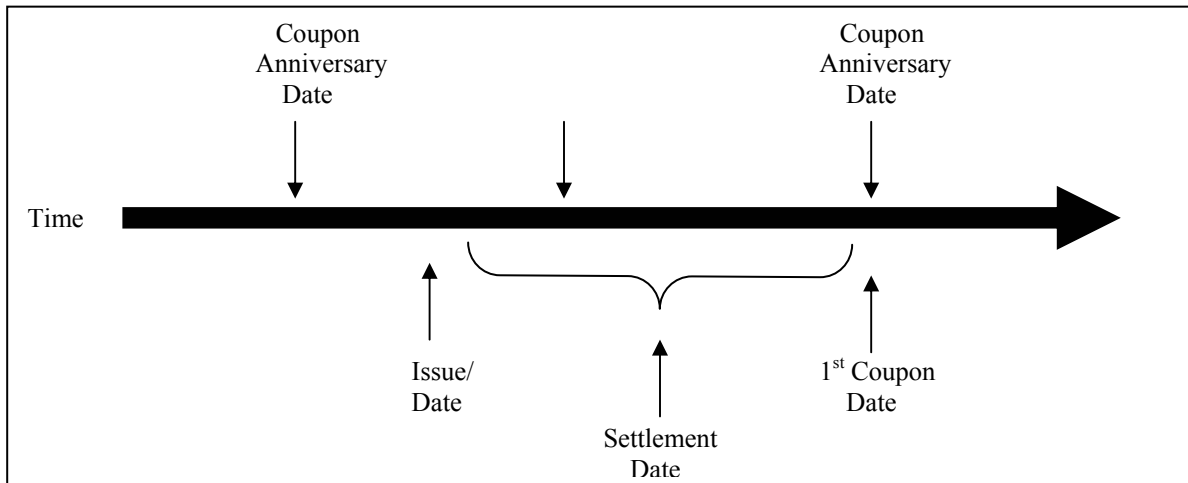 Coupon
Anniversary
Date
Coupon
Anniversary
Date
Time
Issue/
Date
1st Coupon
Date
Settlement
Date